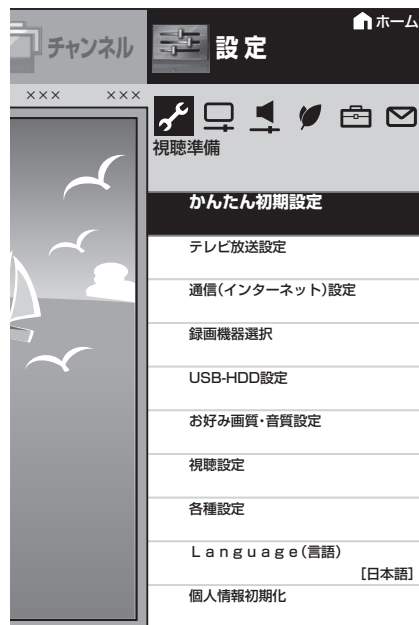 チャンネル
設定
ホーム
××× ×××
視聴準備
かんたん初期設定
テレビ放送設定
通信(インターネット)設定
録画機器選択
USB-HDD設定
お好み画質・音質設定
視聴設定
各種設定
Language(言語)
[日本語]
個人情報初期化